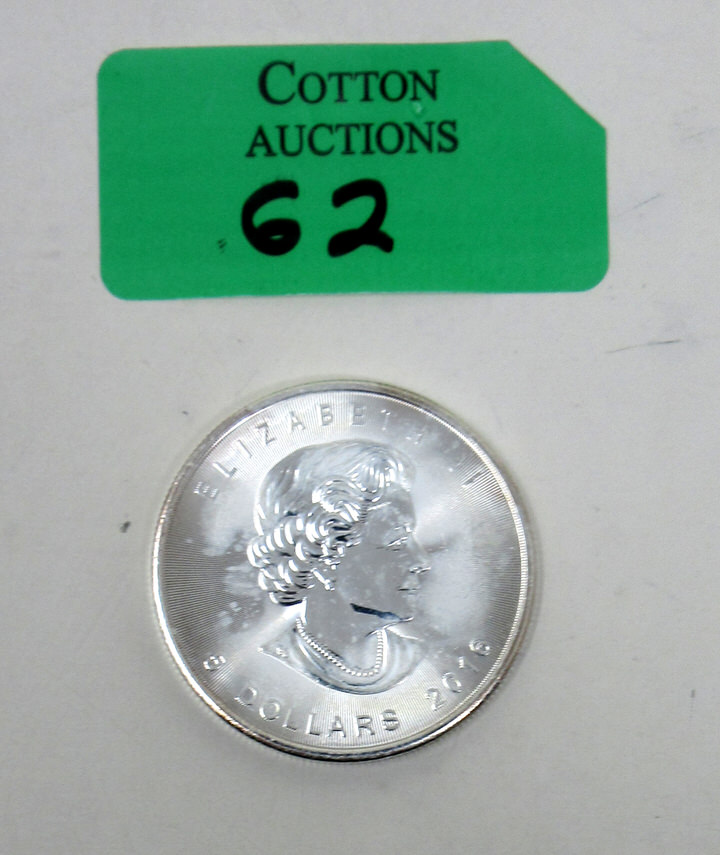 COTTON
AUCTIONS
62
ELIZABETH II
5 DOLLARS 2016